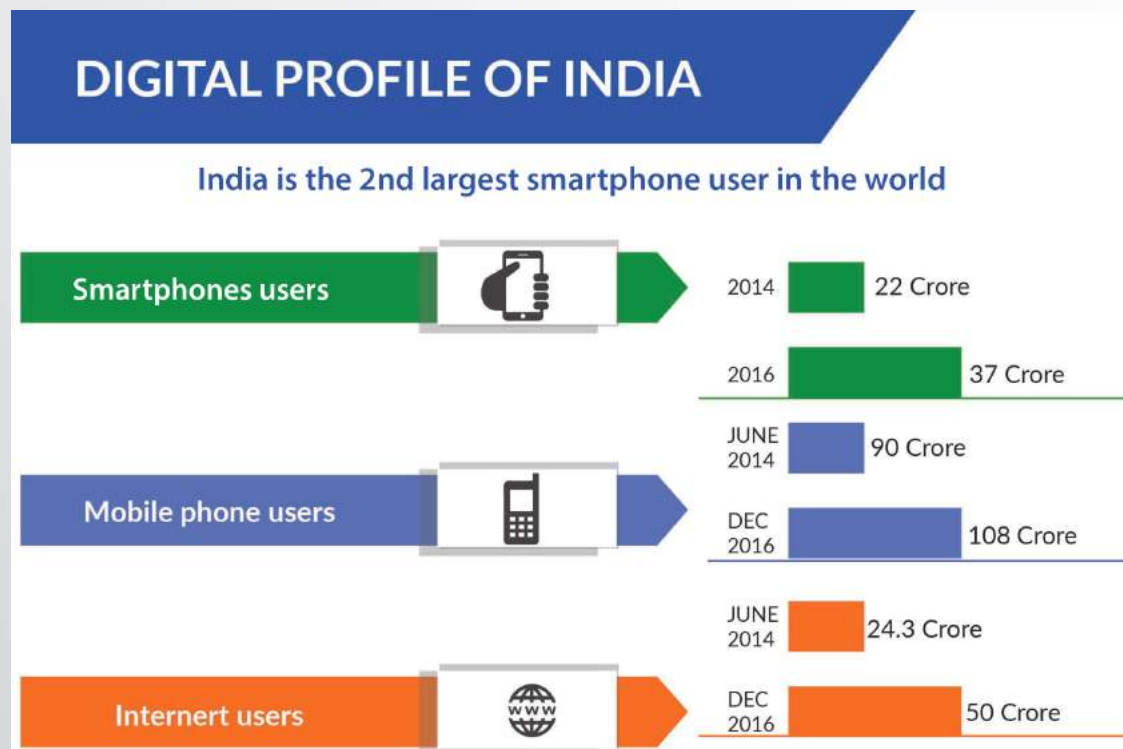 DIGITAL PROFILE OF INDIA
India is the 2nd largest smartphone user in the world
Smartphones users
2014
22 Crore
2016
37 Crore
Mobile phone users
JUNE
2014
90 Crore
DEC
2016
108 Crore
Internert users
www
JUNE
2014
24.3 Crore
DEC
2016
50 Crore